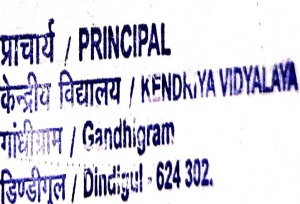 प्राचार्य / PRINCIPAL
केन्द्रीय विद्यालय / KENDRIYA VIDYALAYA
गांधीग्राम / Gandhigram
डिण्डीगूल / Dindigul - 624 302.